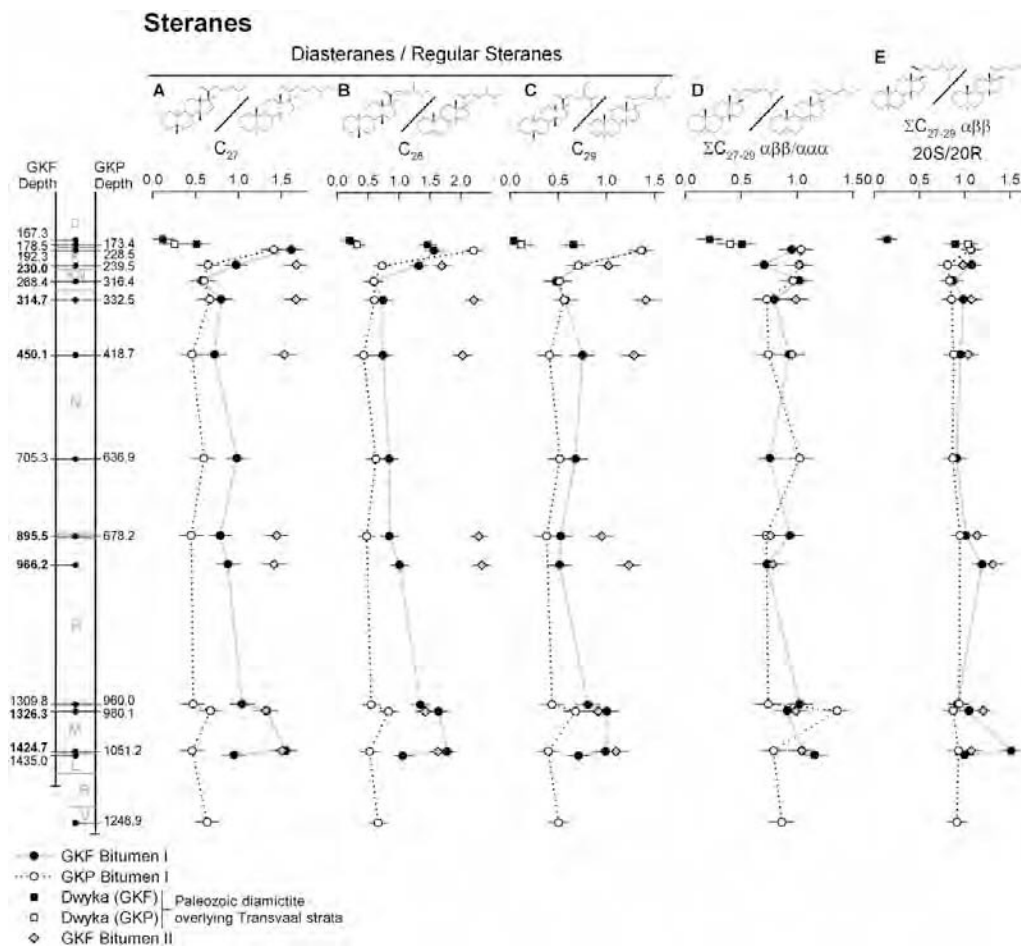 Steranes
Diasteranes / Regular Steranes
A
B
C
D
E
C27
C28
C29
ΣC27-29 αββ/ααα
ΣC27-29 αββ
20S/20R
GKF
Depth
GKP
Depth
0.0 0.5 1.0 1.5
0.0 0.5 1.0 1.5 2.0
0.0 0.5 1.0 1.5
0.0 0.5 1.0 1.50
0.0 0.5 1.0 1.5
D
167.3
178.5 173.4
192.3 228.5
230.0 239.5
268.4 316.4
314.7 332.5
450.1 418.7
N
705.3 636.9
895.5 678.2
966.2
R
1309.8 960.0
1326.3 980.1
M
1424.7 1051.2
1435.0
L
V
1248.9
GKF Bitumen I
GKP Bitumen I
Dwyka (GKF)
Dwyka (GKP)
Paleozoic diamictite
overlying Transvaal strata
GKF Bitumen II